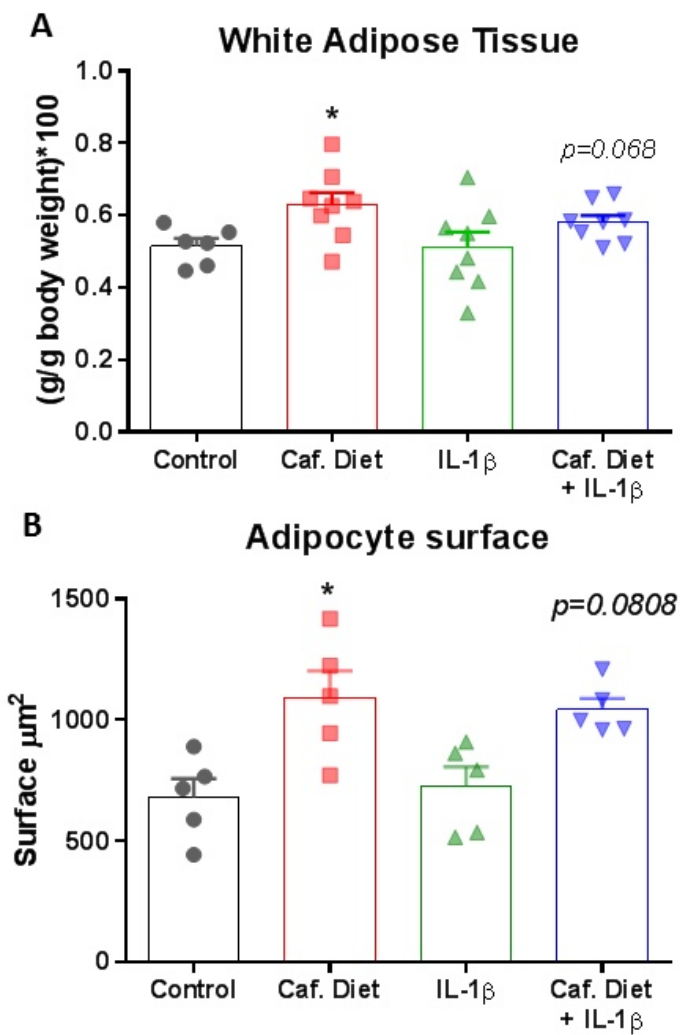 A
White Adipose Tissue
(g/g body weight)*100
1.0
0.8
0.6
0.4
0.2
0.0
*
p=0.068
Control
Caf. Diet
IL-1β
Caf. Diet
+ IL-1β
B
Adipocyte surface
Surface μm²
1500
1000
500
0
*
p=0.0808
Control
Caf. Diet
IL-1β
Caf. Diet
+ IL-1β